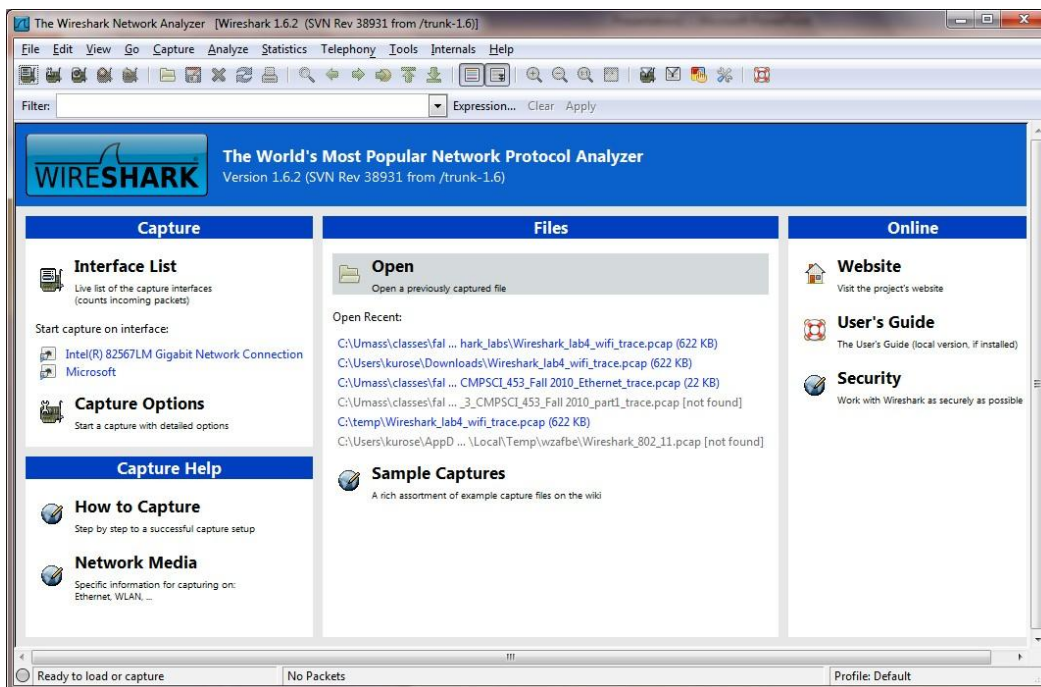 The Wireshark Network Analyzer [Wireshark 1.6.2 (SVN Rev 38931 from /trunk-1.6)]
File Edit View Go Capture Analyze Statistics Telephony Tools Internals Help
Filter: Expression... Clear Apply
WIRESHARK
The World's Most Popular Network Protocol Analyzer
Version 1.6.2 (SVN Rev 38931 from /trunk-1.6)
Capture
Interface List
Live list of the capture interfaces
(counts incoming packets)
Start capture on interface:
Intel(R) 82567LM Gigabit Network Connection
Microsoft
Capture Options
Start a capture with detailed options
Capture Help
How to Capture
Step by step to a successful capture setup
Network Media
Specific information for capturing on:
Ethernet, WLAN, ...
Files
Open
Open a previously captured file
Open Recent:
C:\Umass\classes\fal ... hark_labs\Wireshark_lab4_wifi_trace.pcap (622 KB)
C:\Users\kurose\Downloads\Wireshark_lab4_wifi_trace.pcap (622 KB)
C:\Umass\classes\fal ... CMPSCI_453_Fall 2010_Ethernet_trace.pcap (22 KB)
C:\Umass\classes\fal ... _3_CMPSCI_453_Fall 2010_part1_trace.pcap [not found]
C:\temp\Wireshark_lab4_wifi_trace.pcap (622 KB)
C:\Users\kurose\AppD ... \Local\Temp\wzafbe\Wireshark_802_11.pcap [not found]
Sample Captures
A rich assortment of example capture files on the wiki
Online
Website
Visit the project's website
User's Guide
The User's Guide (local version, if installed)
Security
Work with Wireshark as securely as possible
Ready to load or capture
No Packets
Profile: Default